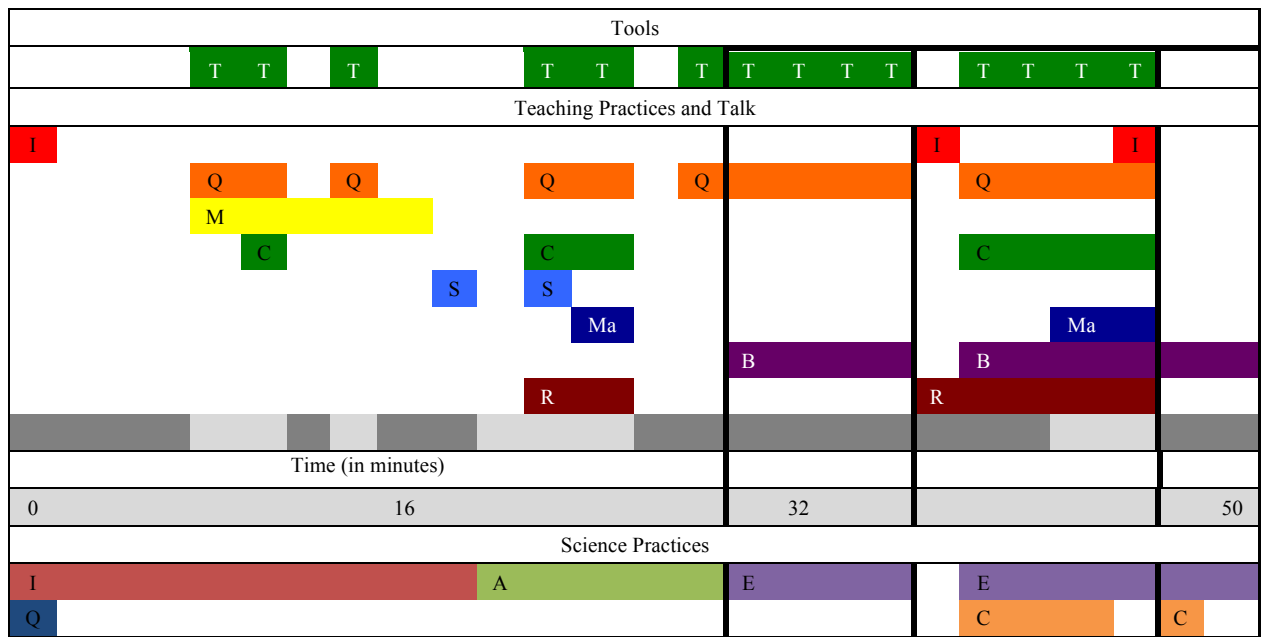 Tools
T T T T T T T T T T T T T T
Teaching Practices and Talk
I I I
Q Q Q Q Q
M
C C C
S S
Ma Ma
B B
R R
Time (in minutes)
0 16 32 50
Science Practices
I A E E
Q C C